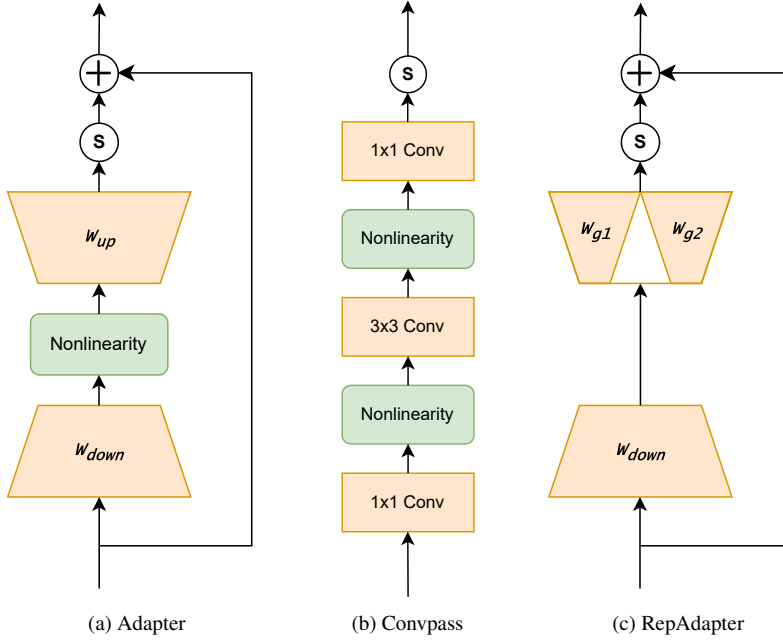 S
W_up
Nonlinearity
W_down
(a) Adapter
S
1x1 Conv
Nonlinearity
3x3 Conv
Nonlinearity
1x1 Conv
(b) Convpass
S
W_g1
W_g2
W_down
(c) RepAdapter